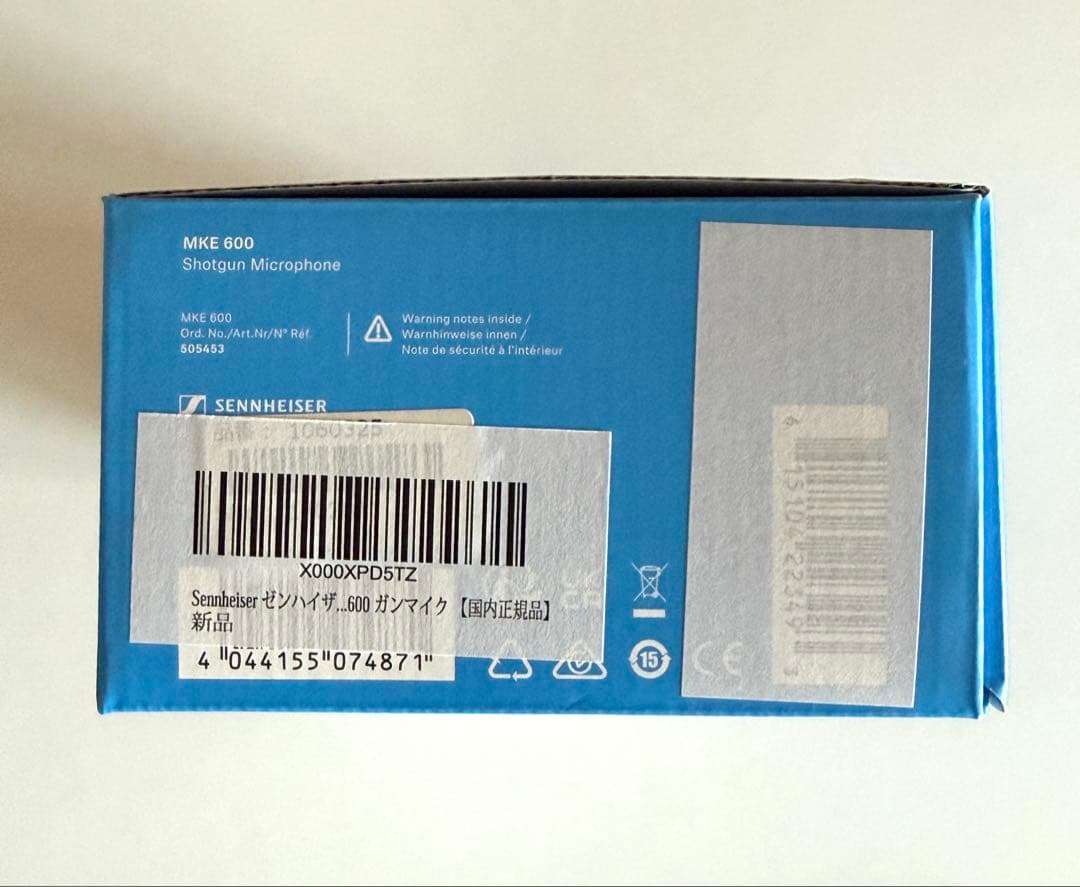 MKE 600
Shotgun Microphone
MKE 600
Ord. No./Art.Nr/N° Réf.
505453
Warning notes inside /
Warnhinweise innen /
Note de sécurité à l'intérieur
SENNHEISER
1060325
X000XPD5TZ
Sennheiser ゼンハイザ...600 ガンマイク 【国内正規品】
新品
4 "044155"074871"
15
CE